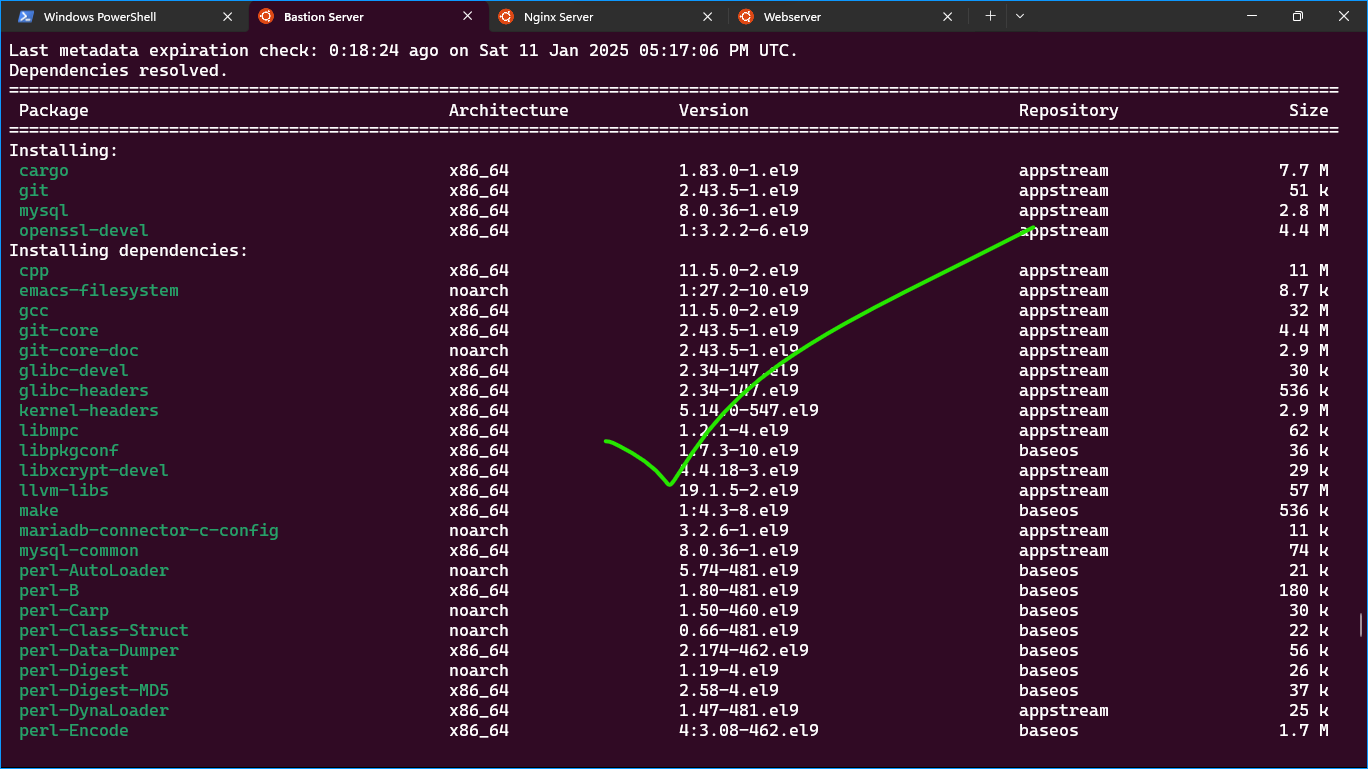 Windows PowerShell Bastion Server Nginx Server Webserver
Last metadata expiration check: 0:18:24 ago on Sat 11 Jan 2025 05:17:06 PM UTC.
Dependencies resolved.
Package Architecture Version Repository Size
Installing:
cargo x86_64 1.83.0-1.el9 appstream 7.7 M
git x86_64 2.43.5-1.el9 appstream 51 k
mysql x86_64 8.0.36-1.el9 appstream 2.8 M
openssl-devel x86_64 1:3.2.2-6.el9 appstream 4.4 M
Installing dependencies:
cpp x86_64 11.5.0-2.el9 appstream 11 M
emacs-filesystem noarch 1:27.2-10.el9 appstream 8.7 k
gcc x86_64 11.5.0-2.el9 appstream 32 M
git-core x86_64 2.43.5-1.el9 appstream 4.4 M
git-core-doc noarch 2.43.5-1.el9 appstream 2.9 M
glibc-devel x86_64 2.34-147.el9 appstream 30 k
glibc-headers x86_64 2.34-147.el9 appstream 536 k
kernel-headers x86_64 5.14.0-547.el9 appstream 2.9 M
libmpc x86_64 1.2.1-4.el9 appstream 62 k
libpkgconf x86_64 1.7.3-10.el9 baseos 36 k
libxcrypt-devel x86_64 4.4.18-3.el9 appstream 29 k
llvm-libs x86_64 19.1.5-2.el9 appstream 57 M
make x86_64 1:4.3-8.el9 baseos 536 k
mariadb-connector-c-config noarch 3.2.6-1.el9 appstream 11 k
mysql-common x86_64 8.0.36-1.el9 appstream 74 k
perl-AutoLoader noarch 5.74-481.el9 baseos 21 k
perl-B x86_64 1.80-481.el9 baseos 180 k
perl-Carp noarch 1.50-460.el9 baseos 30 k
perl-Class-Struct noarch 0.66-481.el9 baseos 22 k
perl-Data-Dumper x86_64 2.174-462.el9 baseos 56 k
perl-Digest noarch 1.19-4.el9 baseos 26 k
perl-Digest-MD5 x86_64 2.58-4.el9 baseos 37 k
perl-DynaLoader x86_64 1.47-481.el9 appstream 25 k
perl-Encode x86_64 4:3.08-462.el9 baseos 1.7 M